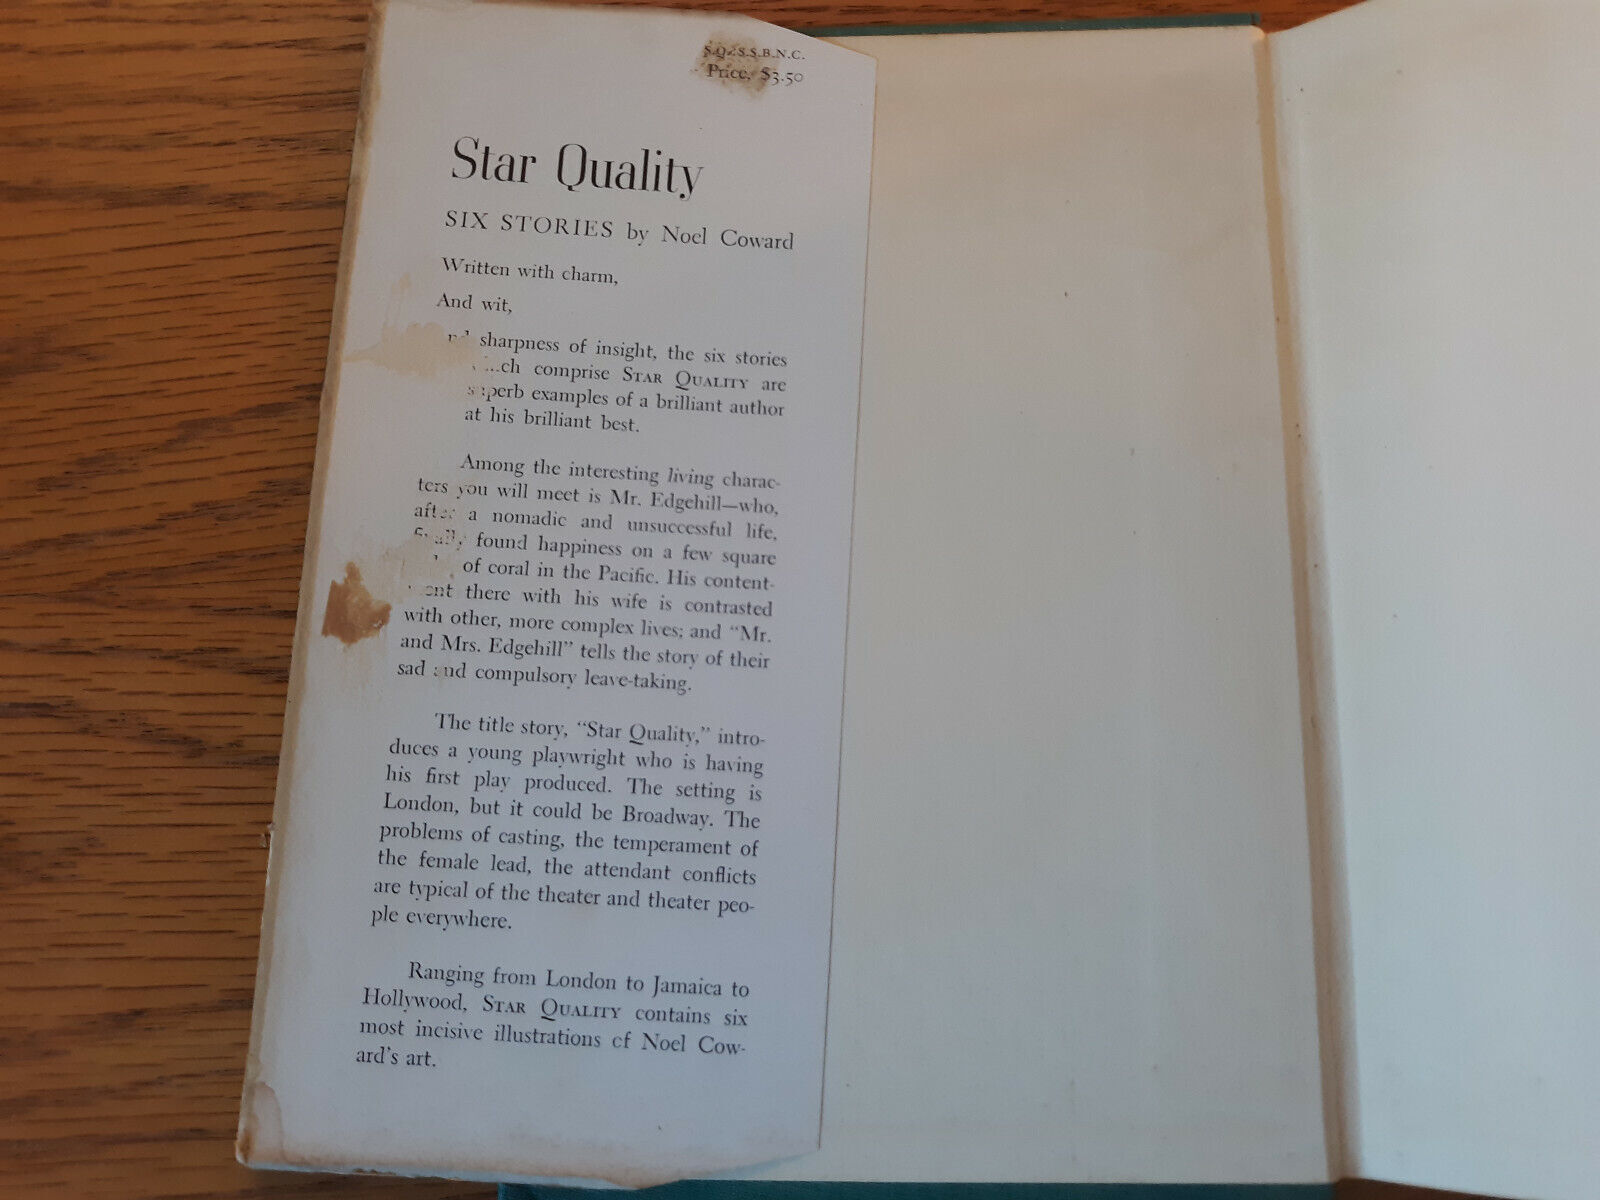 S.Q.:S.S.B.N.C.
Price, $3.50
Star Quality
SIX STORIES by Noel Coward
Written with charm,
And wit,
sharpness of insight, the six stories
comprise STAR QUALITY are
superb examples of a brilliant author
at his brilliant best.
Among the interesting living charac-
ters you will meet is Mr. Edgehill—who,
after a nomadic and unsuccessful life,
finally found happiness on a few square
of coral in the Pacific. His content-
there with his wife is contrasted
with other, more complex lives; and “Mr.
and Mrs. Edgehill” tells the story of their
sad and compulsory leave-taking.
The title story, “Star Quality,” intro-
duces a young playwright who is having
his first play produced. The setting is
London, but it could be Broadway. The
problems of casting, the temperament of
the female lead, the attendant conflicts
are typical of the theater and theater peo-
ple everywhere.
Ranging from London to Jamaica to
Hollywood, STAR QUALITY contains six
most incisive illustrations of Noel Cow-
ard's art.